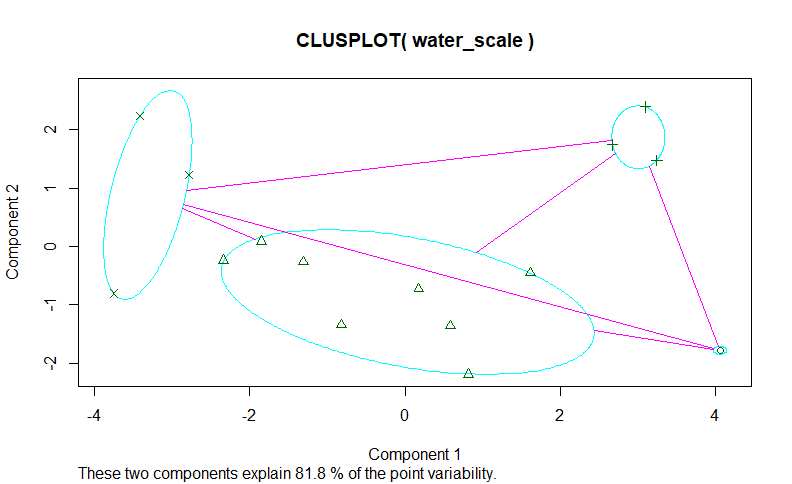 CLUSPLOT( water_scale )
2
1
0
-1
-2
Component 2
-4
-2
0
2
4
Component 1
These two components explain 81.8 % of the point variability.